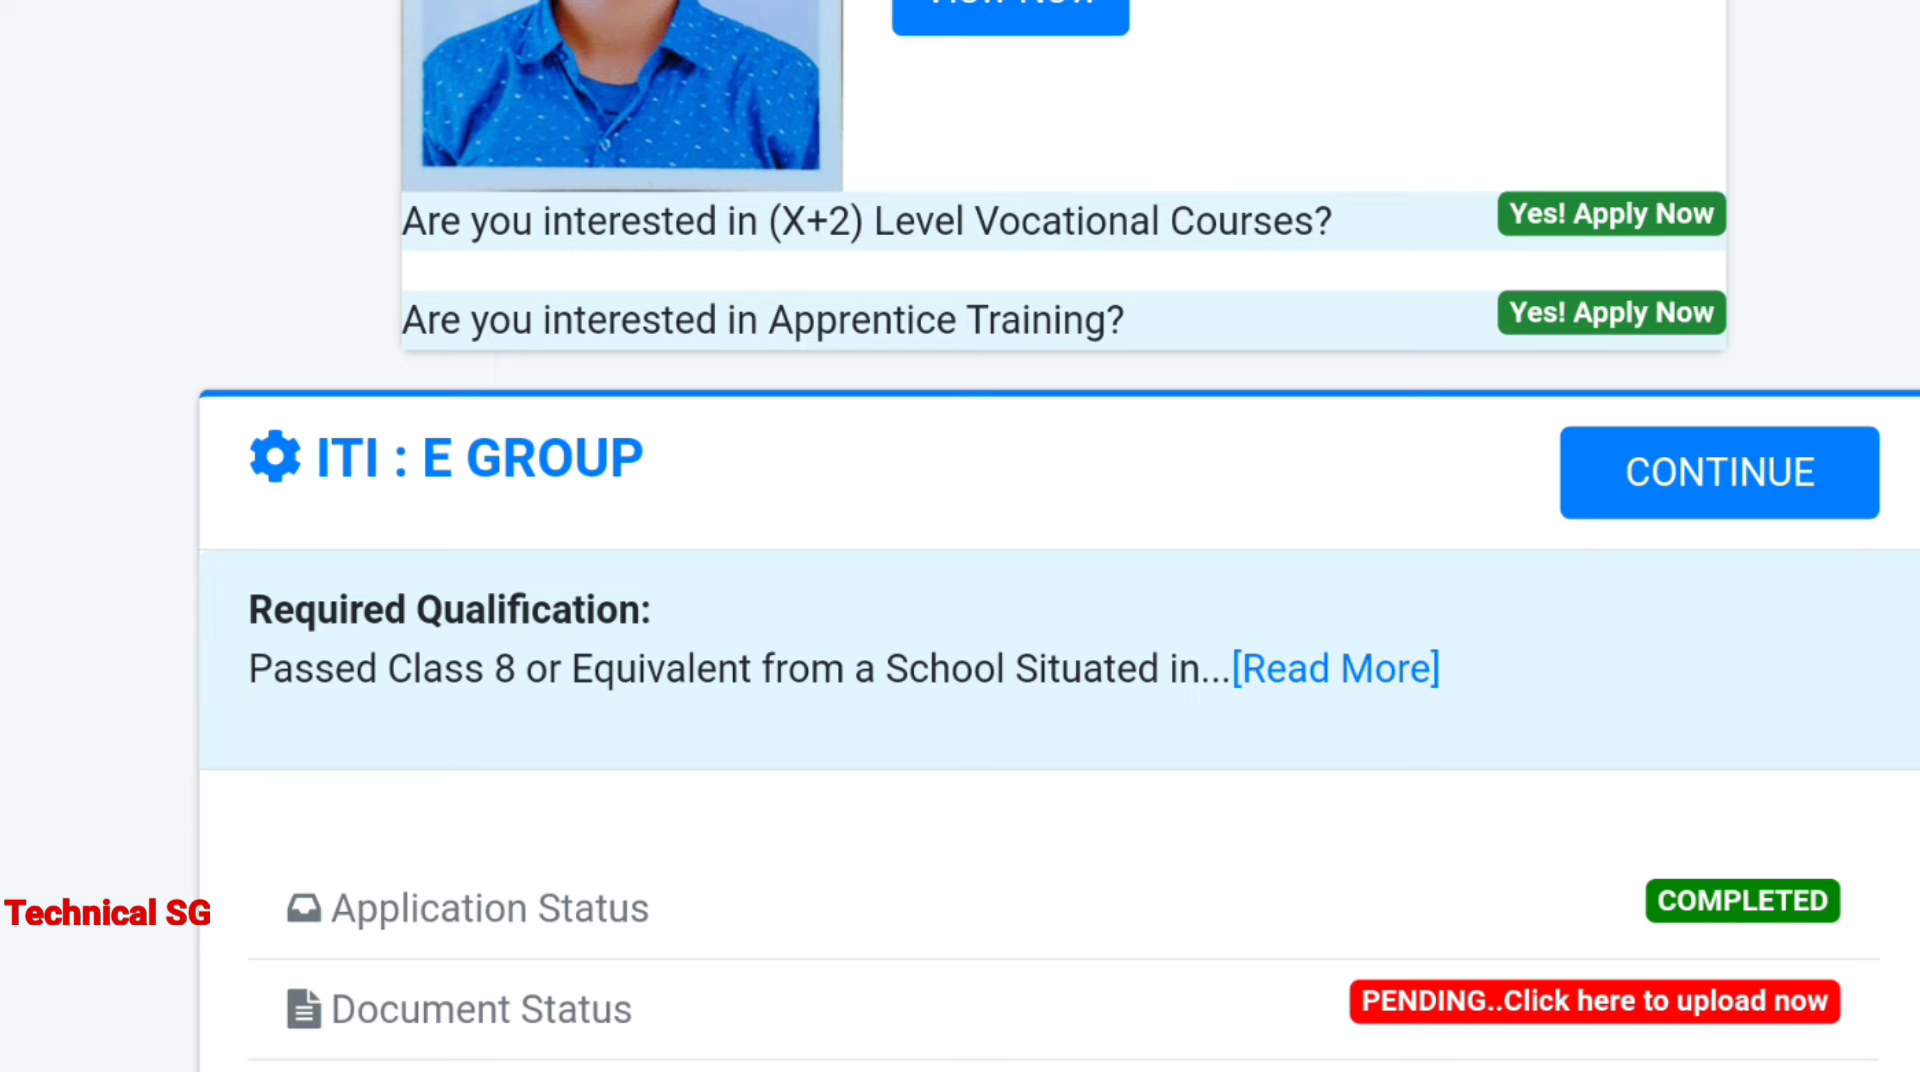 View Now
Are you interested in (X+2) Level Vocational Courses?
Yes! Apply Now
Are you interested in Apprentice Training?
Yes! Apply Now
ITI : E GROUP
CONTINUE
Required Qualification:
Passed Class 8 or Equivalent from a School Situated in...[Read More]
Technical SG
Application Status
COMPLETED
Document Status
PENDING..Click here to upload now